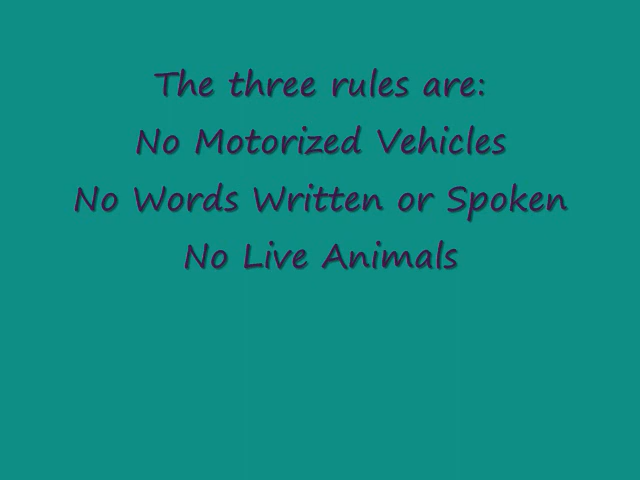 The three rules are:
No Motorized Vehicles
No Words Written or Spoken
No Live Animals